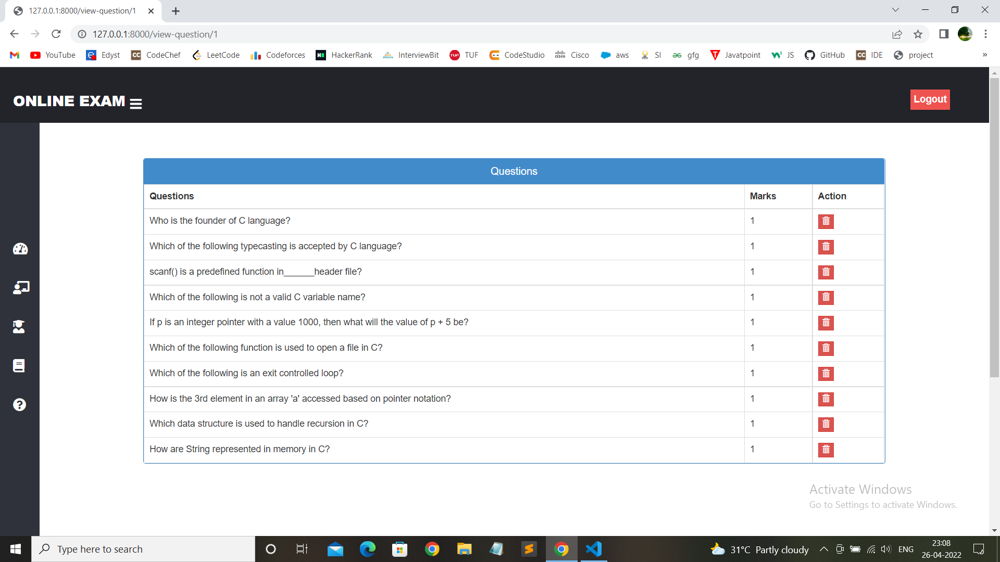 127.0.0.1:8000/view-question/1
127.0.0.1:8000/view-question/1
YouTube Edyst CodeChef LeetCode Codeforces HackerRank InterviewBit TUF CodeStudio Cisco aws SI gfg Javatpoint JS GitHub IDE project »
ONLINE EXAM
Logout
Questions
Questions Marks Action
Who is the founder of C language? 1
Which of the following typecasting is accepted by C language? 1
scanf() is a predefined function in______header file? 1
Which of the following is not a valid C variable name? 1
If p is an integer pointer with a value 1000, then what will the value of p + 5 be? 1
Which of the following function is used to open a file in C? 1
Which of the following is an exit controlled loop? 1
How is the 3rd element in an array 'a' accessed based on pointer notation? 1
Which data structure is used to handle recursion in C? 1
How are String represented in memory in C? 1
Activate Windows
Go to Settings to activate Windows.
Type here to search
31°C Partly cloudy
ENG
23:08
26-04-2022